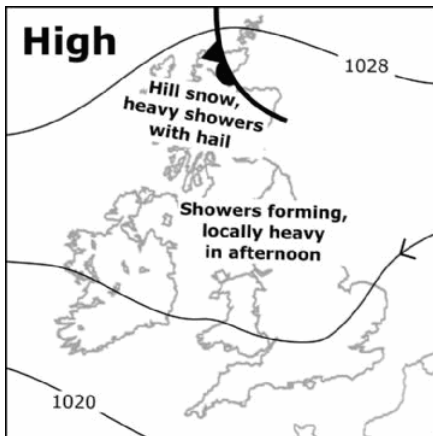 High
1028
Hill snow,
heavy showers
with hail
Showers forming,
locally heavy
in afternoon
1020